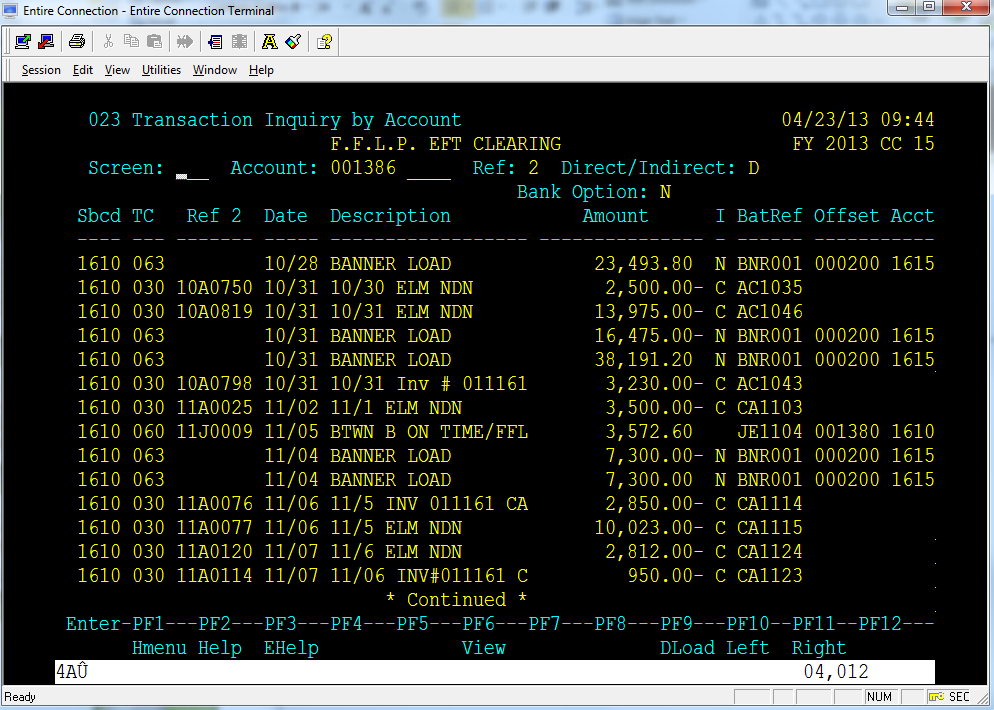 Entire Connection - Entire Connection Terminal
Session Edit View Utilities Window Help
023 Transaction Inquiry by Account 04/23/13 09:44
F.F.L.P. EFT CLEARING FY 2013 CC 15
Screen: ___ Account: 001386 ____ Ref: 2 Direct/Indirect: D
Bank Option: N
Sbcd TC Ref 2 Date Description Amount I BatRef Offset Acct
---- --- ------- ----- ------------------ --------------- - ------ -----------
1610 063 10/28 BANNER LOAD 23,493.80 N BNR001 000200 1615
1610 030 10A0750 10/31 10/30 ELM NDN 2,500.00- C AC1035
1610 030 10A0819 10/31 10/31 ELM NDN 13,975.00- C AC1046
1610 063 10/31 BANNER LOAD 16,475.00- N BNR001 000200 1615
1610 063 10/31 BANNER LOAD 38,191.20 N BNR001 000200 1615
1610 030 10A0798 10/31 10/31 Inv # 011161 3,230.00- C AC1043
1610 030 11A0025 11/02 11/1 ELM NDN 3,500.00- C CA1103
1610 060 11J0009 11/05 BTWN B ON TIME/FFL 3,572.60 JE1104 001380 1610
1610 063 11/04 BANNER LOAD 7,300.00- N BNR001 000200 1615
1610 063 11/04 BANNER LOAD 7,300.00 N BNR001 000200 1615
1610 030 11A0076 11/06 11/5 INV 011161 CA 2,850.00- C CA1114
1610 030 11A0077 11/06 11/5 ELM NDN 10,023.00- C CA1115
1610 030 11A0120 11/07 11/6 ELM NDN 2,812.00- C CA1124
1610 030 11A0114 11/07 11/06 INV#011161 C 950.00- C CA1123
* Continued *
Enter-PF1---PF2---PF3---PF4---PF5---PF6---PF7---PF8---PF9---PF10--PF11--PF12---
Hmenu Help EHelp View DLoad Left Right
4AÛ 04,012
Ready NUM SEC